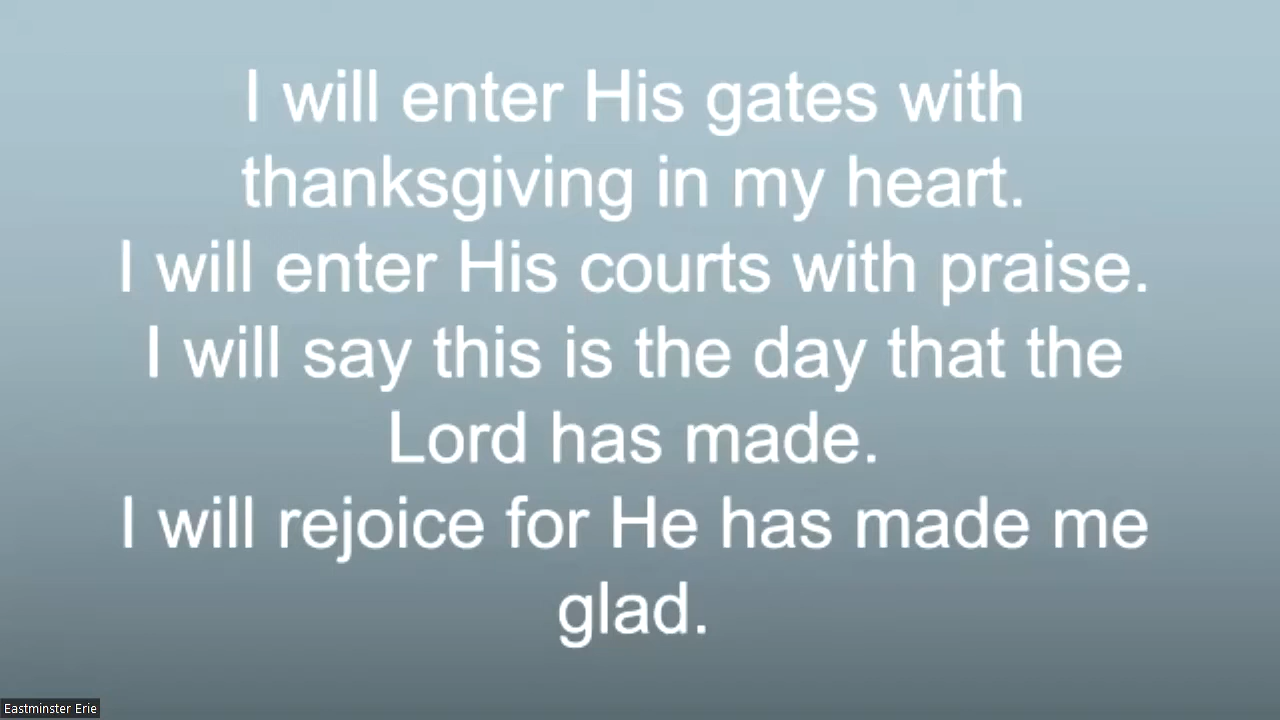 I will enter His gates with
thanksgiving in my heart.
I will enter His courts with praise.
I will say this is the day that the
Lord has made.
I will rejoice for He has made me
glad.
Eastminster Erie